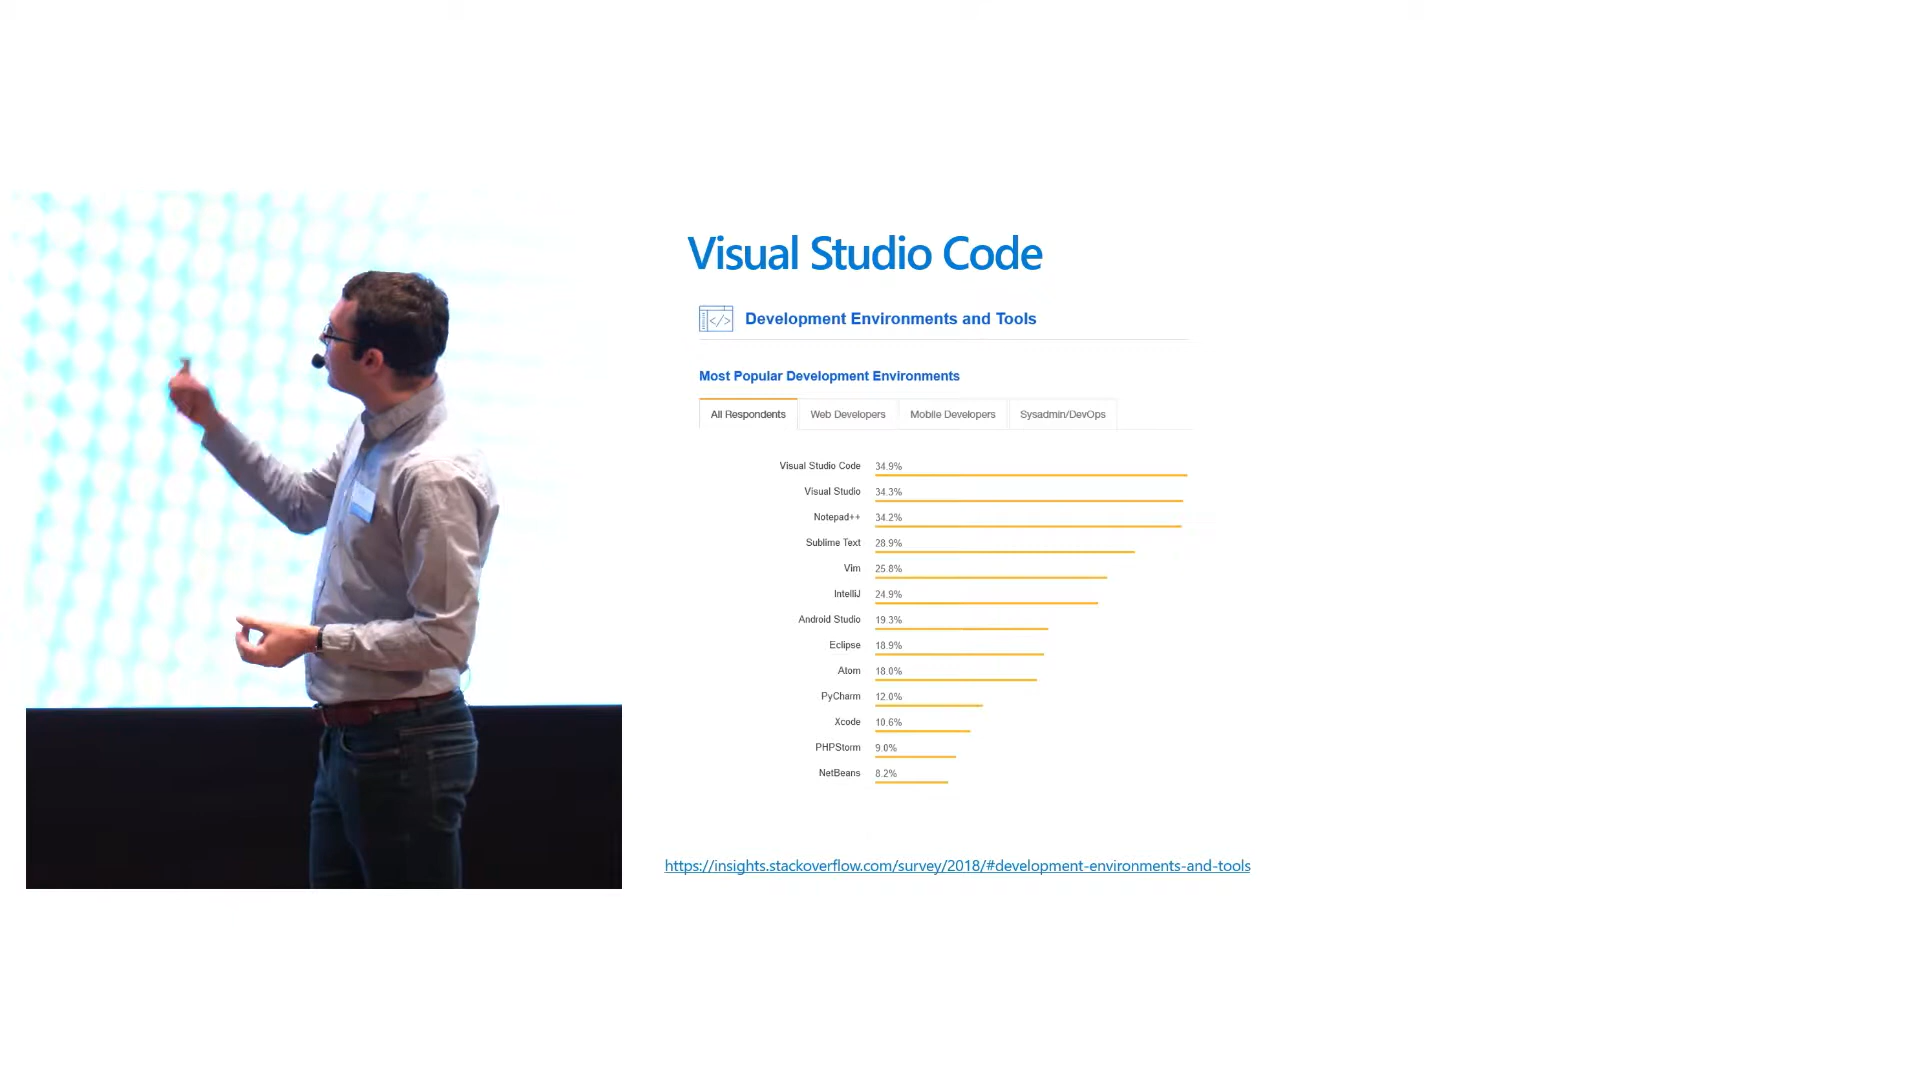 Visual Studio Code
</>
Development Environments and Tools
Most Popular Development Environments
All Respondents Web Developers Mobile Developers Sysadmin/DevOps
Visual Studio Code 34.9%
Visual Studio 34.3%
Notepad++ 34.2%
Sublime Text 28.9%
Vim 25.8%
IntelliJ 24.9%
Android Studio 19.3%
Eclipse 18.9%
Atom 18.0%
PyCharm 12.0%
Xcode 10.6%
PHPStorm 9.0%
NetBeans 8.2%
https://insights.stackoverflow.com/survey/2018/#development-environments-and-tools